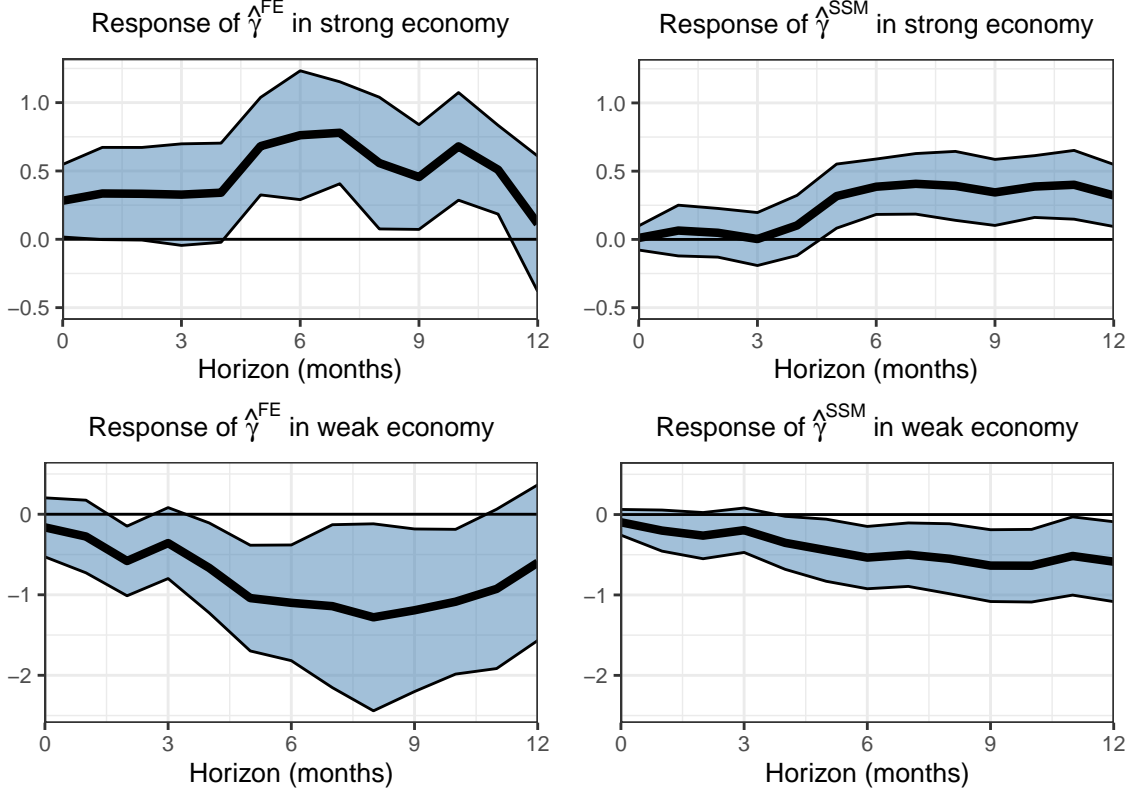 Response of γ̂^FE in strong economy
1.0
0.5
0.0
−0.5
0 3 6 9 12
Horizon (months)
Response of γ̂^SSM in strong economy
1.0
0.5
0.0
−0.5
0 3 6 9 12
Horizon (months)
Response of γ̂^FE in weak economy
0
−1
−2
0 3 6 9 12
Horizon (months)
Response of γ̂^SSM in weak economy
0
−1
−2
0 3 6 9 12
Horizon (months)